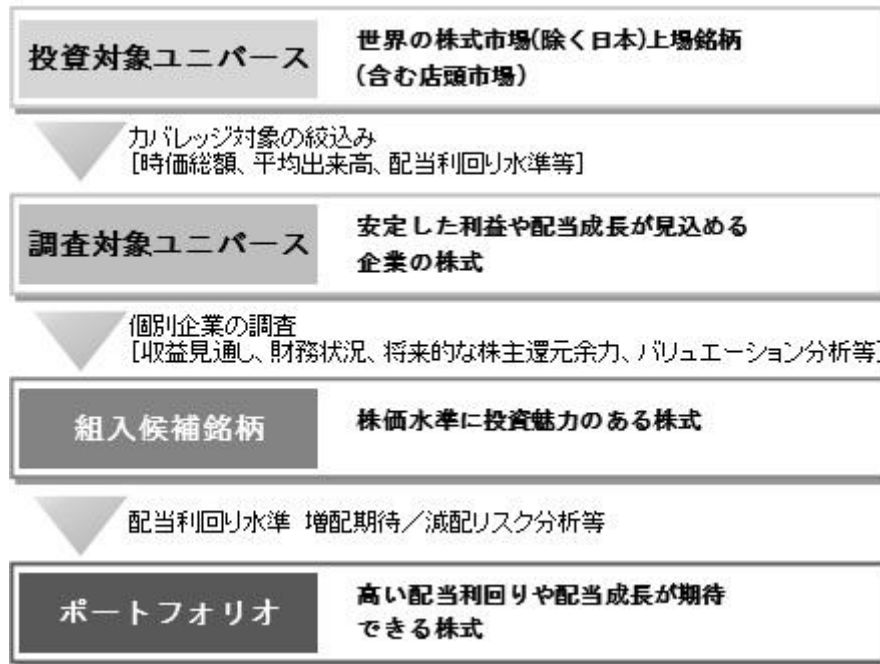 投資対象ユニバース
世界の株式市場(除く日本)上場銘柄
(含む店頭市場)
カバレッジ対象の絞込み
[時価総額、平均出来高、配当利回り水準等]
調査対象ユニバース
安定した利益や配当成長が見込める
企業の株式
個別企業の調査
[収益見通し、財務状況、将来的な株主還元余力、バリュエーション分析等]
組入候補銘柄
株価水準に投資魅力のある株式
配当利回り水準 増配期待／減配リスク分析等
ポートフォリオ
高い配当利回りや配当成長が期待
できる株式